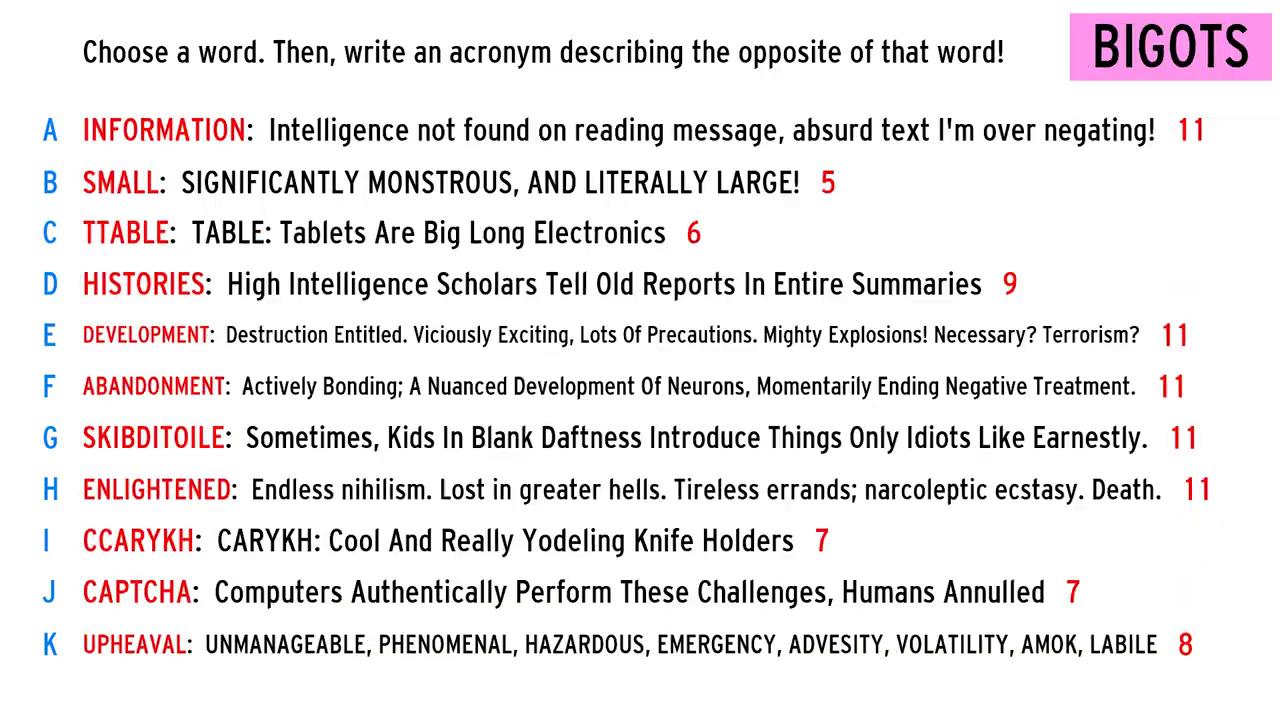 Choose a word. Then, write an acronym describing the opposite of that word!
BIGOTS
A INFORMATION: Intelligence not found on reading message, absurd text I'm over negating! 11
B SMALL: SIGNIFICANTLY MONSTROUS, AND LITERALLY LARGE! 5
C TTABLE: TABLE: Tablets Are Big Long Electronics 6
D HISTORIES: High Intelligence Scholars Tell Old Reports In Entire Summaries 9
E DEVELOPMENT: Destruction Entitled. Viciously Exciting, Lots Of Precautions. Mighty Explosions! Necessary? Terrorism? 11
F ABANDONMENT: Actively Bonding; A Nuanced Development Of Neurons, Momentarily Ending Negative Treatment. 11
G SKIBDITOILE: Sometimes, Kids In Blank Daftness Introduce Things Only Idiots Like Earnestly. 11
H ENLIGHTENED: Endless nihilism. Lost in greater hells. Tireless errands; narcoleptic ecstasy. Death. 11
I CCARYKH: CARYKH: Cool And Really Yodeling Knife Holders 7
J CAPTCHA: Computers Authentically Perform These Challenges, Humans Annulled 7
K UPHEAVAL: UNMANAGEABLE, PHENOMENAL, HAZARDOUS, EMERGENCY, ADVESITY, VOLATILITY, AMOK, LABILE 8